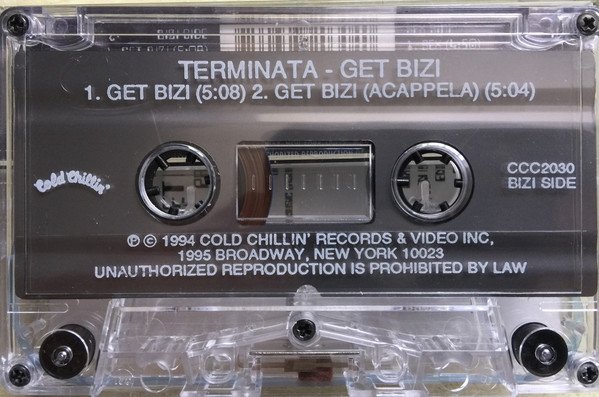 TERMINATA - GET BIZI
1. GET BIZI (5:08) 2. GET BIZI (ACAPPELA) (5:04)
Cold Chillin'
CCC2030
BIZI SIDE
℗ © 1994 COLD CHILLIN' RECORDS & VIDEO INC,
1995 BROADWAY, NEW YORK 10023
UNAUTHORIZED REPRODUCTION IS PROHIBITED BY LAW